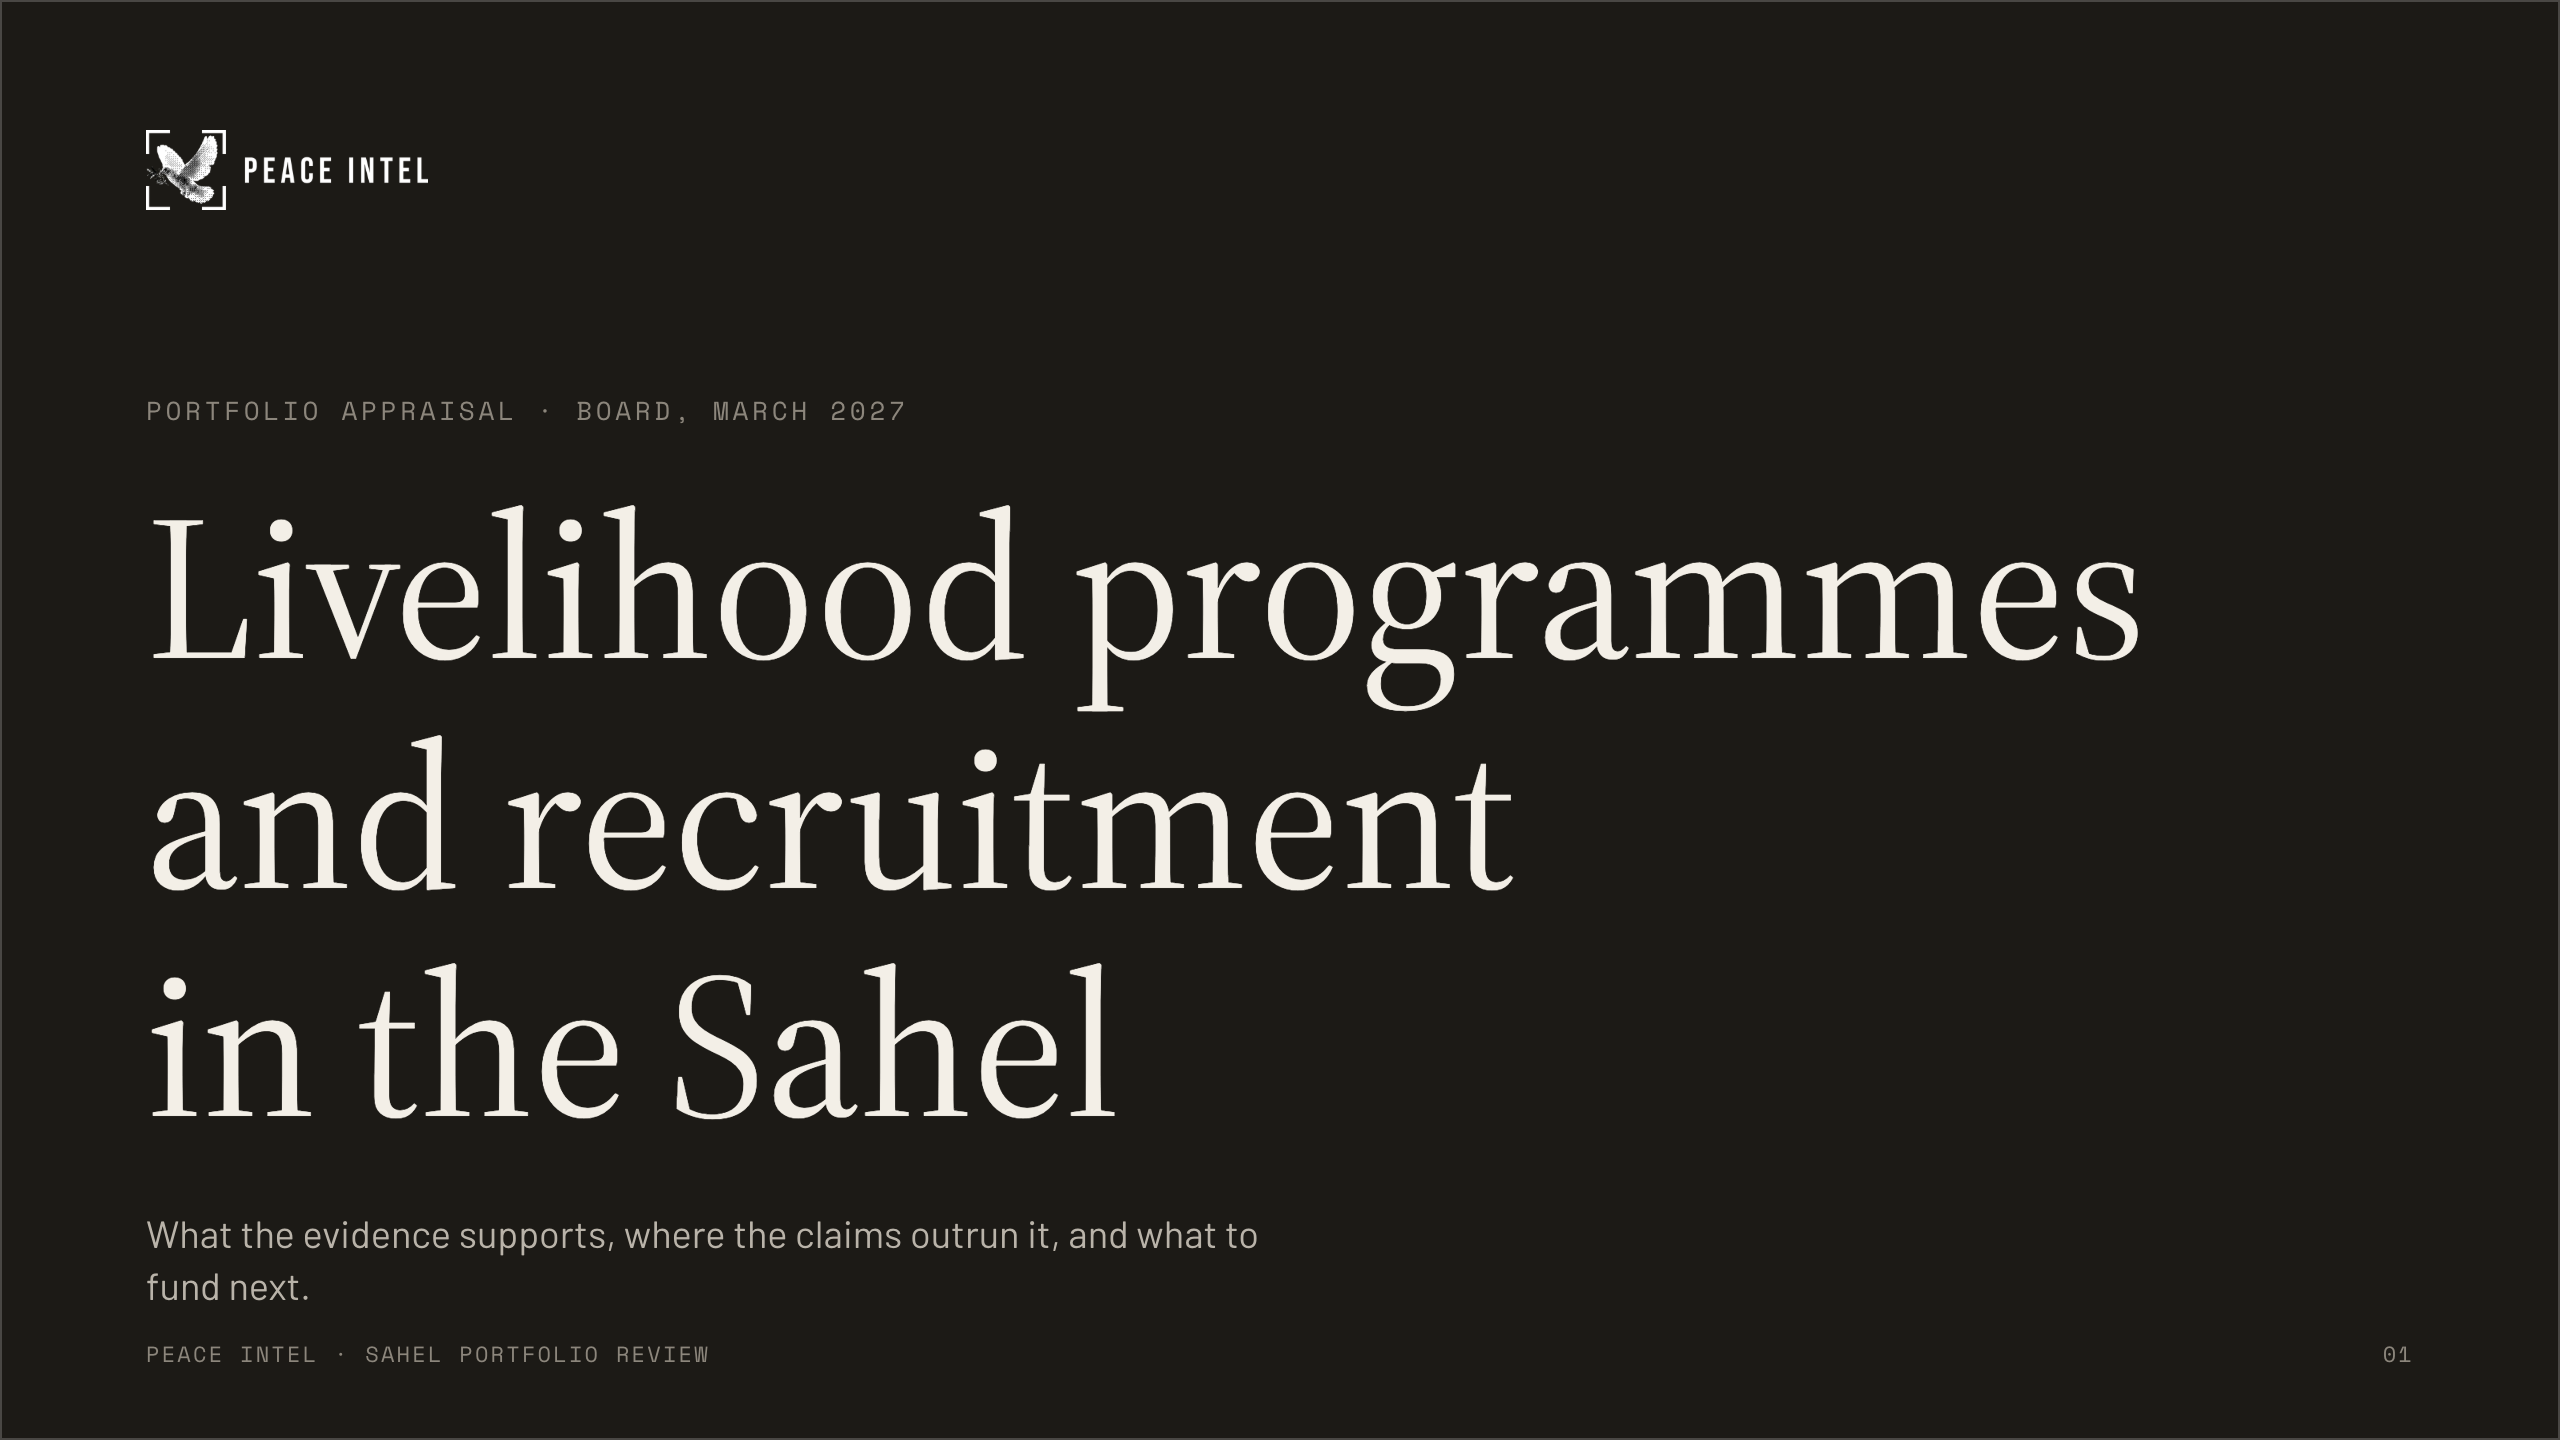 PEACE INTEL
PORTFOLIO APPRAISAL · BOARD, MARCH 2027
Livelihood programmes
and recruitment
in the Sahel
What the evidence supports, where the claims outrun it, and what to
fund next.
PEACE INTEL · SAHEL PORTFOLIO REVIEW
01